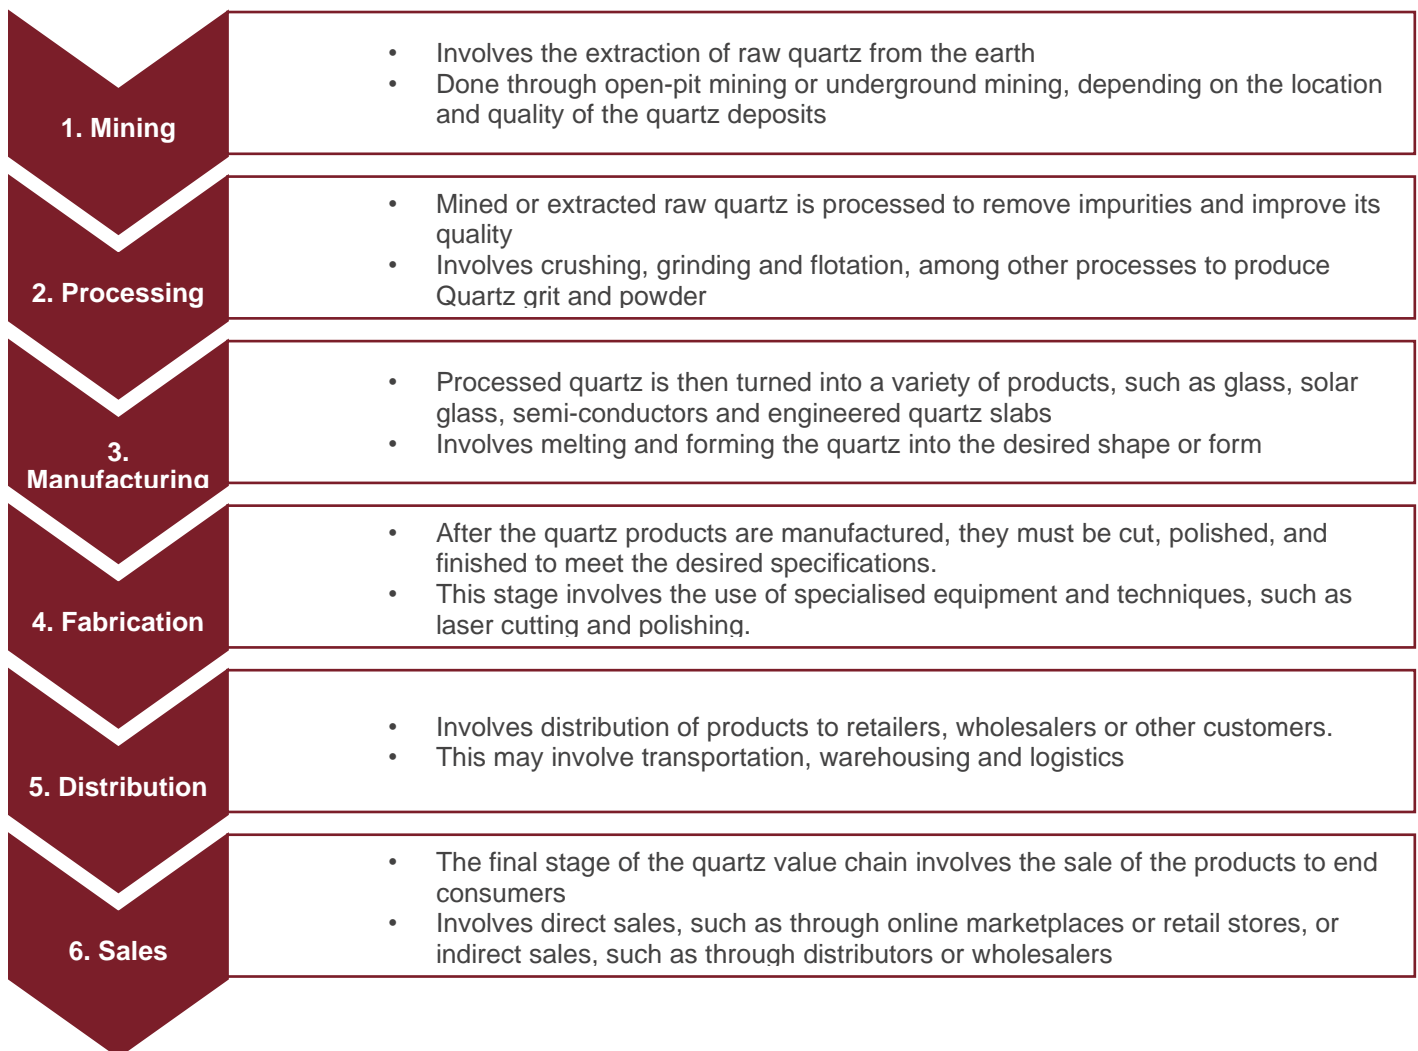 1. Mining
• Involves the extraction of raw quartz from the earth
• Done through open-pit mining or underground mining, depending on the location
and quality of the quartz deposits
2. Processing
• Mined or extracted raw quartz is processed to remove impurities and improve its
quality
• Involves crushing, grinding and flotation, among other processes to produce
Quartz grit and powder
3.
Manufacturing
• Processed quartz is then turned into a variety of products, such as glass, solar
glass, semi-conductors and engineered quartz slabs
• Involves melting and forming the quartz into the desired shape or form
4. Fabrication
• After the quartz products are manufactured, they must be cut, polished, and
finished to meet the desired specifications.
• This stage involves the use of specialised equipment and techniques, such as
laser cutting and polishing.
5. Distribution
• Involves distribution of products to retailers, wholesalers or other customers.
• This may involve transportation, warehousing and logistics
6. Sales
• The final stage of the quartz value chain involves the sale of the products to end
consumers
• Involves direct sales, such as through online marketplaces or retail stores, or
indirect sales, such as through distributors or wholesalers